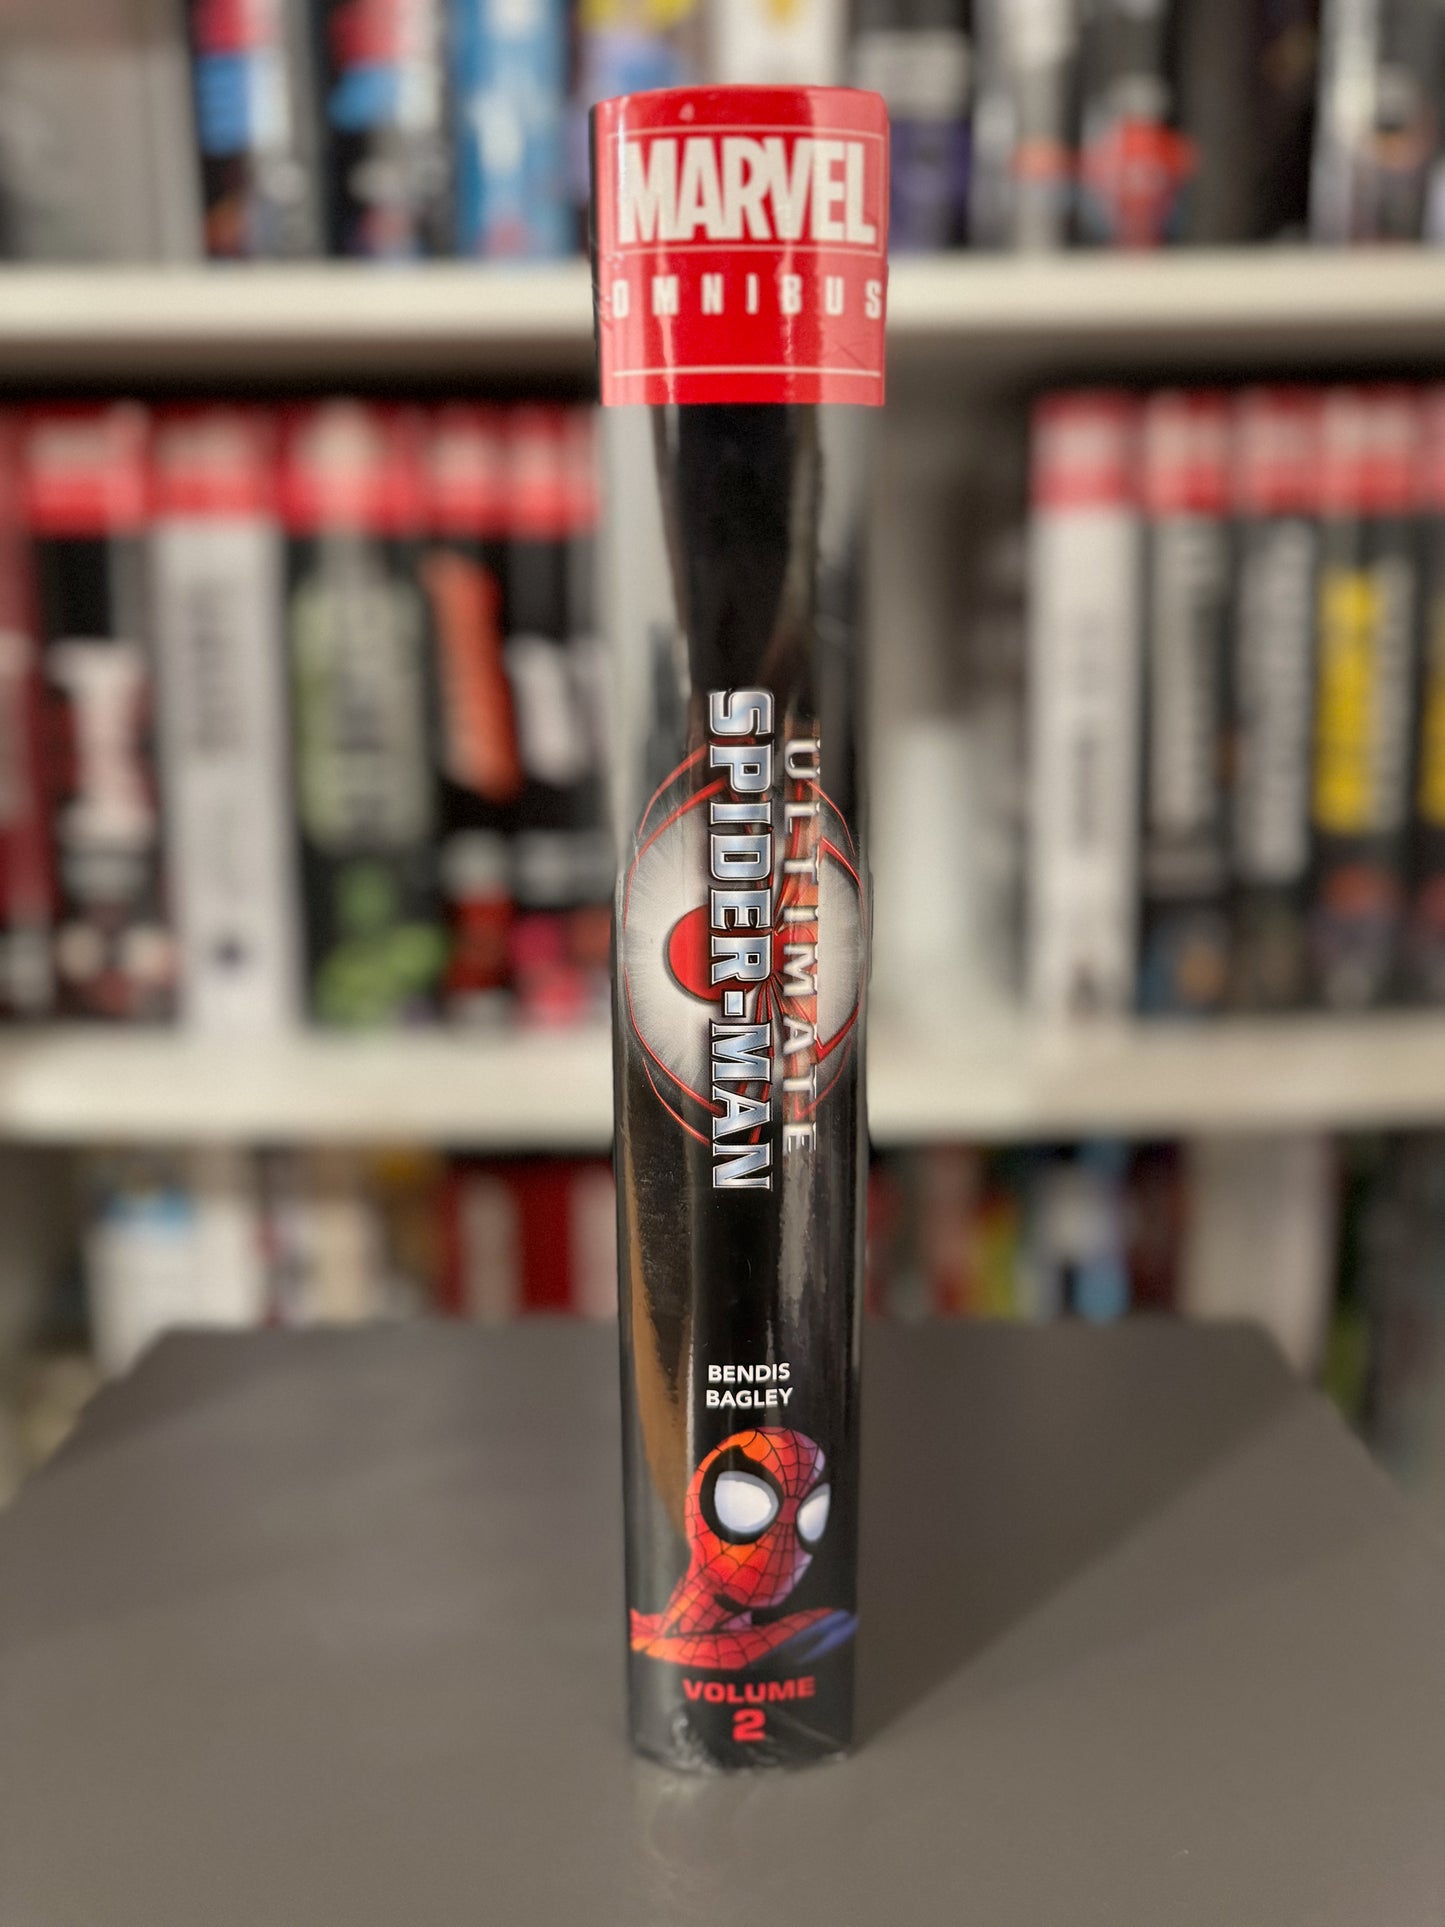 MARVEL
OMNIBUS
ULTIMATE
SPIDER-MAN
BENDIS
BAGLEY
VOLUME
2